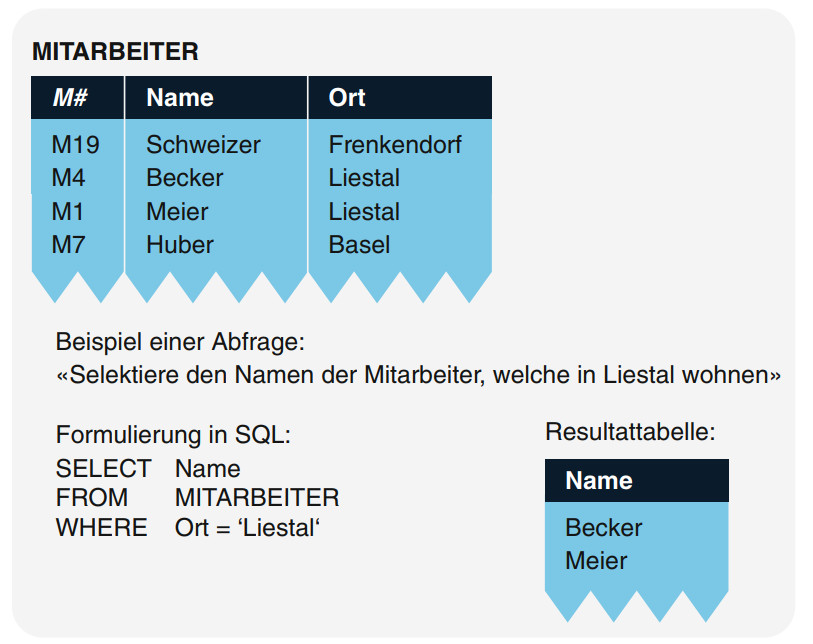 MITARBEITER
M# Name Ort
M19 Schweizer Frenkendorf
M4 Becker Liestal
M1 Meier Liestal
M7 Huber Basel
Beispiel einer Abfrage:
«Selektiere den Namen der Mitarbeiter, welche in Liestal wohnen»
Formulierung in SQL:
SELECT Name
FROM MITARBEITER
WHERE Ort = ‘Liestal‘
Resultattabelle:
Name
Becker
Meier